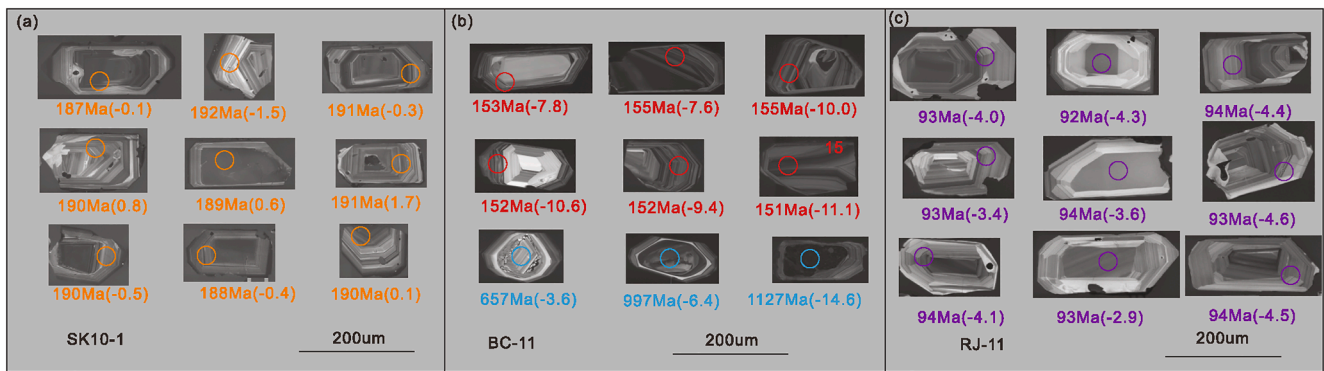 (a)
187Ma(-0.1) 192Ma(-1.5) 191Ma(-0.3)
190Ma(0.8) 189Ma(0.6) 191Ma(1.7)
190Ma(-0.5) 188Ma(-0.4) 190Ma(0.1)
SK10-1 200um
(b)
153Ma(-7.8) 155Ma(-7.6) 155Ma(-10.0)
15
152Ma(-10.6) 152Ma(-9.4) 151Ma(-11.1)
657Ma(-3.6) 997Ma(-6.4) 1127Ma(-14.6)
BC-11 200um
(c)
93Ma(-4.0) 92Ma(-4.3) 94Ma(-4.4)
93Ma(-3.4) 94Ma(-3.6) 93Ma(-4.6)
94Ma(-4.1) 93Ma(-2.9) 94Ma(-4.5)
RJ-11 200um